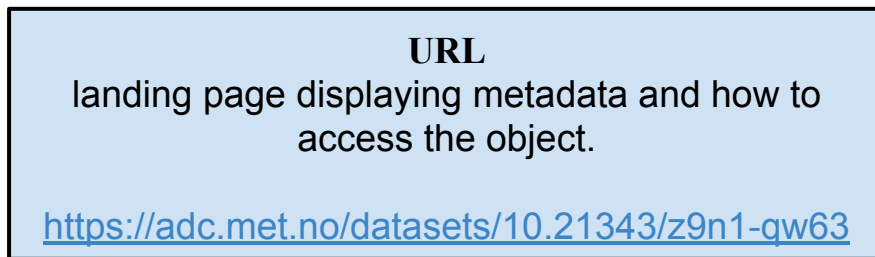 URL
landing page displaying metadata and how to
access the object.
https://adc.met.no/datasets/10.21343/z9n1-qw63